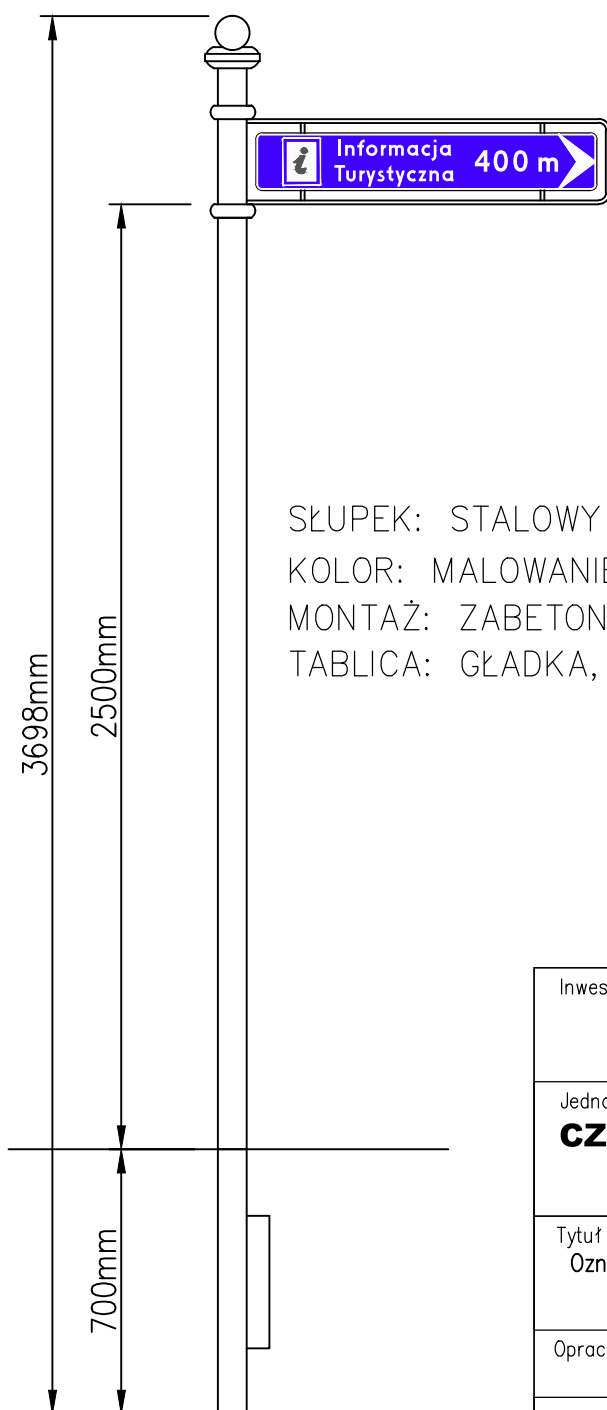 Informacja
Turystyczna
400 m
SŁUPEK: STALOWY
KOLOR: MALOWANIE
MONTAŻ: ZABETON
TABLICA: GŁADKA,
3698mm
2500mm
700mm
Inwes
Jedno
CZ
Tytuł
Ozn
Oprac